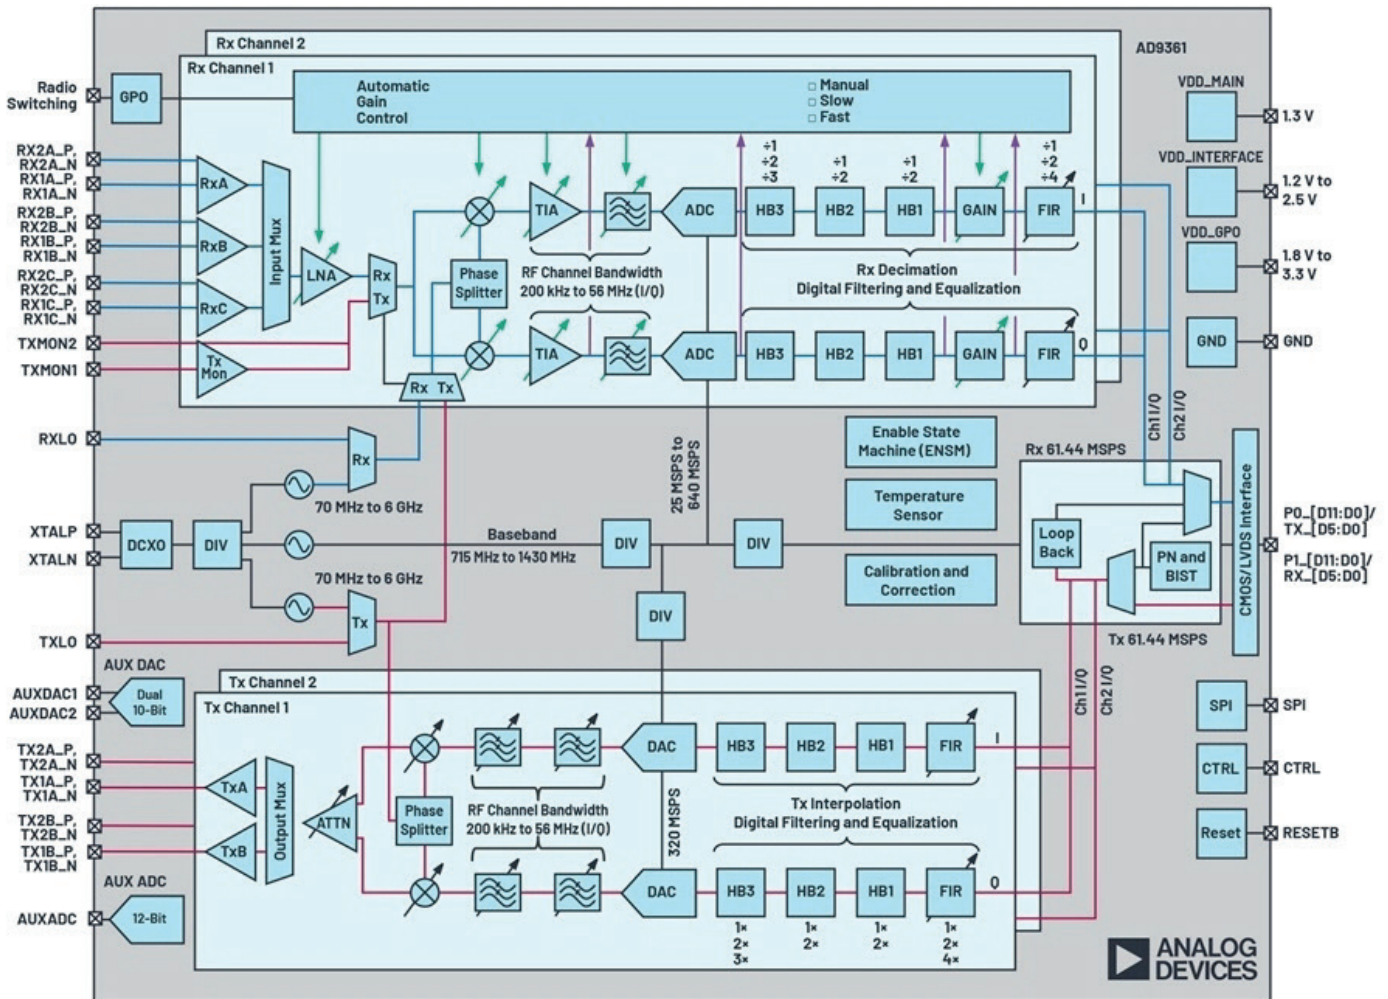 Rx Channel 2
AD9361
Rx Channel 1
Radio
Switching
GPO
Automatic
Gain
Control
□ Manual
□ Slow
□ Fast
VDD_MAIN
1.3 V
RX2A_P,
RX2A_N
RX1A_P,
RX1A_N
RX2B_P,
RX2B_N
RX1B_P,
RX1B_N
RX2C_P,
RX2C_N
RX1C_P,
RX1C_N
TXMON2
TXMON1
RxA
RxB
RxC
Tx
Mon
Input Mux
LNA
Rx
Tx
Phase
Splitter
TIA
ADC
÷1
÷2
÷3
÷1
÷2
÷1
÷2
÷1
÷2
÷4
HB3
HB2
HB1
GAIN
FIR
I
RF Channel Bandwidth
200 kHz to 56 MHz (I/Q)
Rx Decimation
Digital Filtering and Equalization
TIA
ADC
HB3
HB2
HB1
GAIN
FIR
Q
Rx Tx
VDD_INTERFACE
1.2 V to
2.5 V
VDD_GPO
1.8 V to
3.3 V
GND
GND
RXLO
Rx
70 MHz to 6 GHz
XTALP
XTALN
DCXO
DIV
Baseband
715 MHz to 1430 MHz
70 MHz to 6 GHz
Tx
TXLO
25 MSPS to
640 MSPS
DIV
DIV
DIV
Enable State
Machine (ENSM)
Temperature
Sensor
Calibration and
Correction
Ch1 I/Q
Ch2 I/Q
Rx 61.44 MSPS
Loop
Back
PN and
BIST
Tx 61.44 MSPS
CMOS/LVDS Interface
P0_[D11:D0]/
TX_[D5:D0]
P1_[D11:D0]/
RX_[D5:D0]
Ch1 I/Q
Ch2 I/Q
AUX DAC
AUXDAC1
AUXDAC2
Dual
10-Bit
Tx Channel 2
Tx Channel 1
TX2A_P,
TX2A_N
TX1A_P,
TX1A_N
TX2B_P,
TX2B_N
TX1B_P,
TX1B_N
TxA
TxB
Output Mux
ATTN
Phase
Splitter
RF Channel Bandwidth
200 kHz to 56 MHz (I/Q)
DAC
HB3
HB2
HB1
FIR
I
320 MSPS
Tx Interpolation
Digital Filtering and Equalization
DAC
HB3
HB2
HB1
FIR
Q
1×
2×
3×
1×
2×
1×
2×
1×
2×
4×
AUX ADC
AUXADC
12-Bit
SPI
SPI
CTRL
CTRL
Reset
RESETB
ANALOG
DEVICES